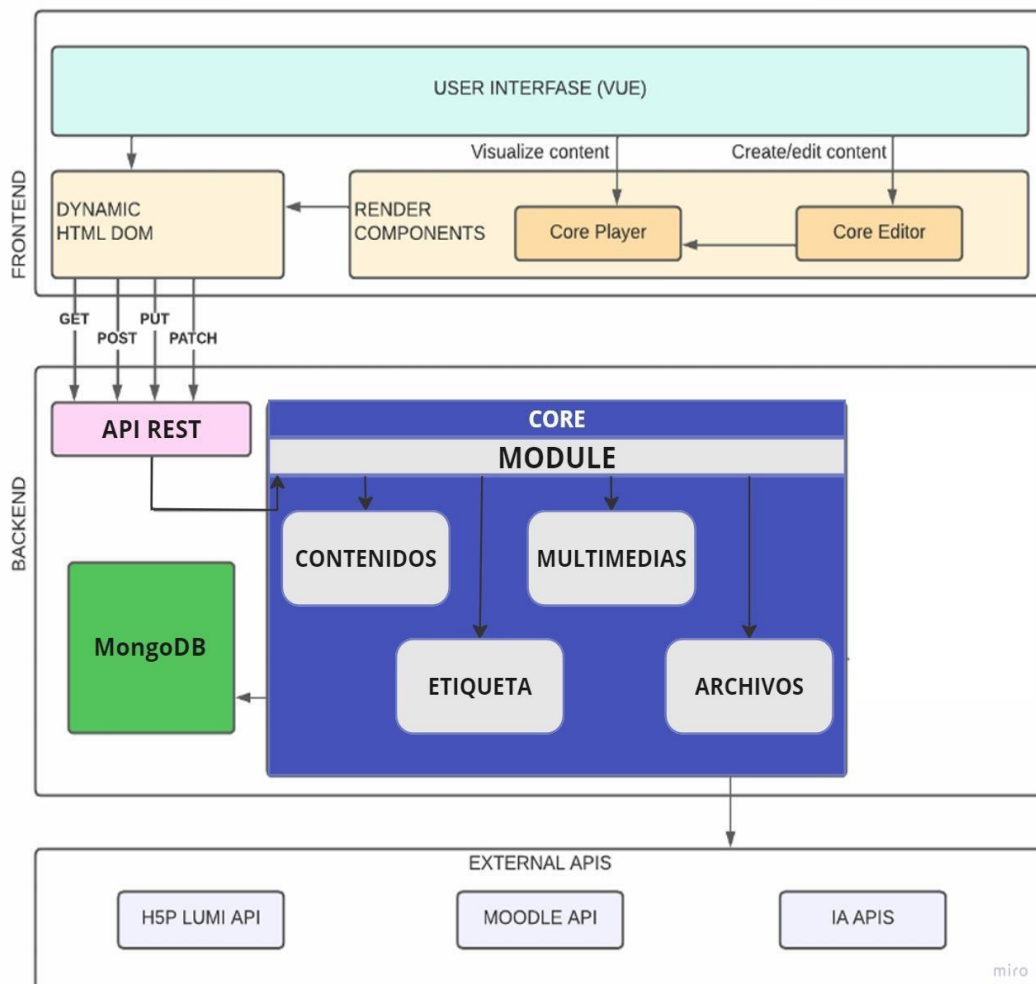 FRONTEND
USER INTERFASE (VUE)
Visualize content
Create/edit content
DYNAMIC
HTML DOM
RENDER
COMPONENTS
Core Player
Core Editor
GET
POST
PUT
PATCH
BACKEND
API REST
CORE
MODULE
CONTENIDOS
MULTIMEDIAS
MongoDB
ETIQUETA
ARCHIVOS
EXTERNAL APIS
H5P LUMI API
MOODLE API
IA APIS
miro